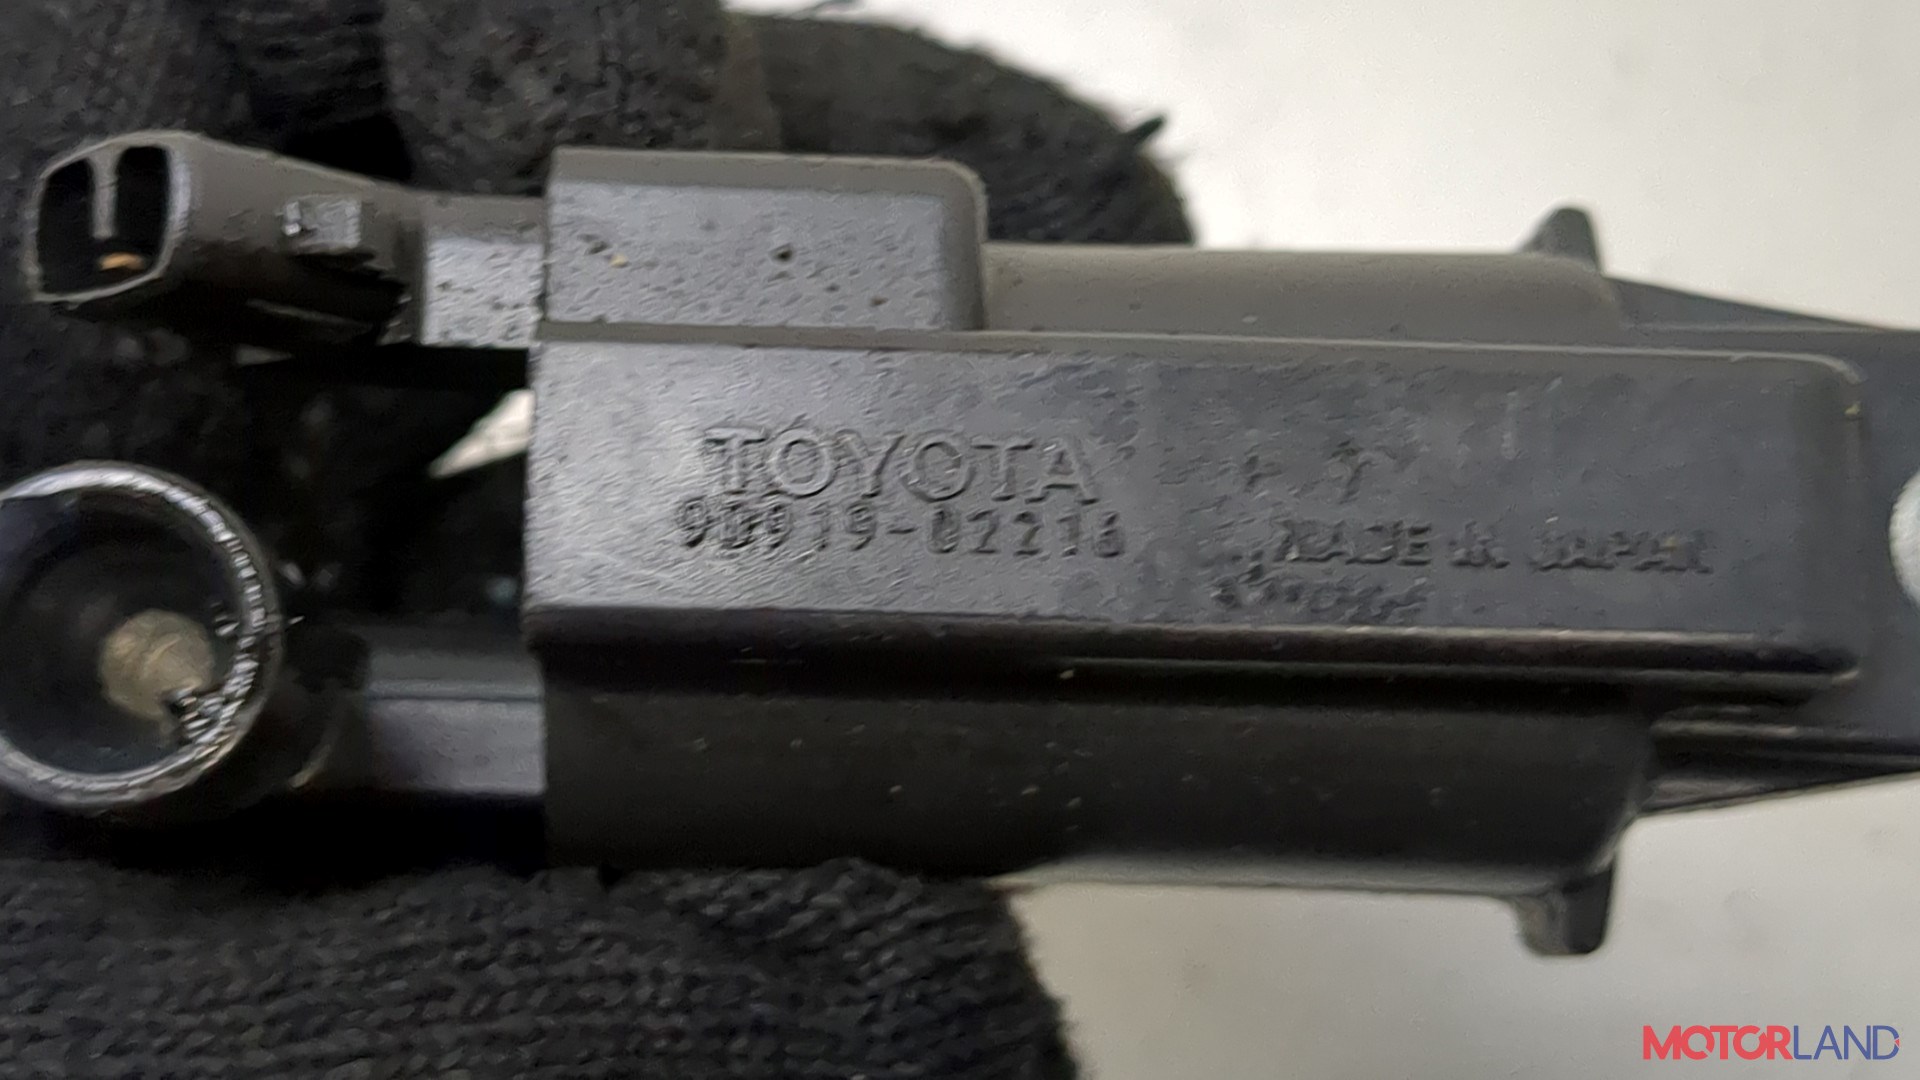 TOYOTA
90919-02216
MADE IN JAPAN
MOTORLAND